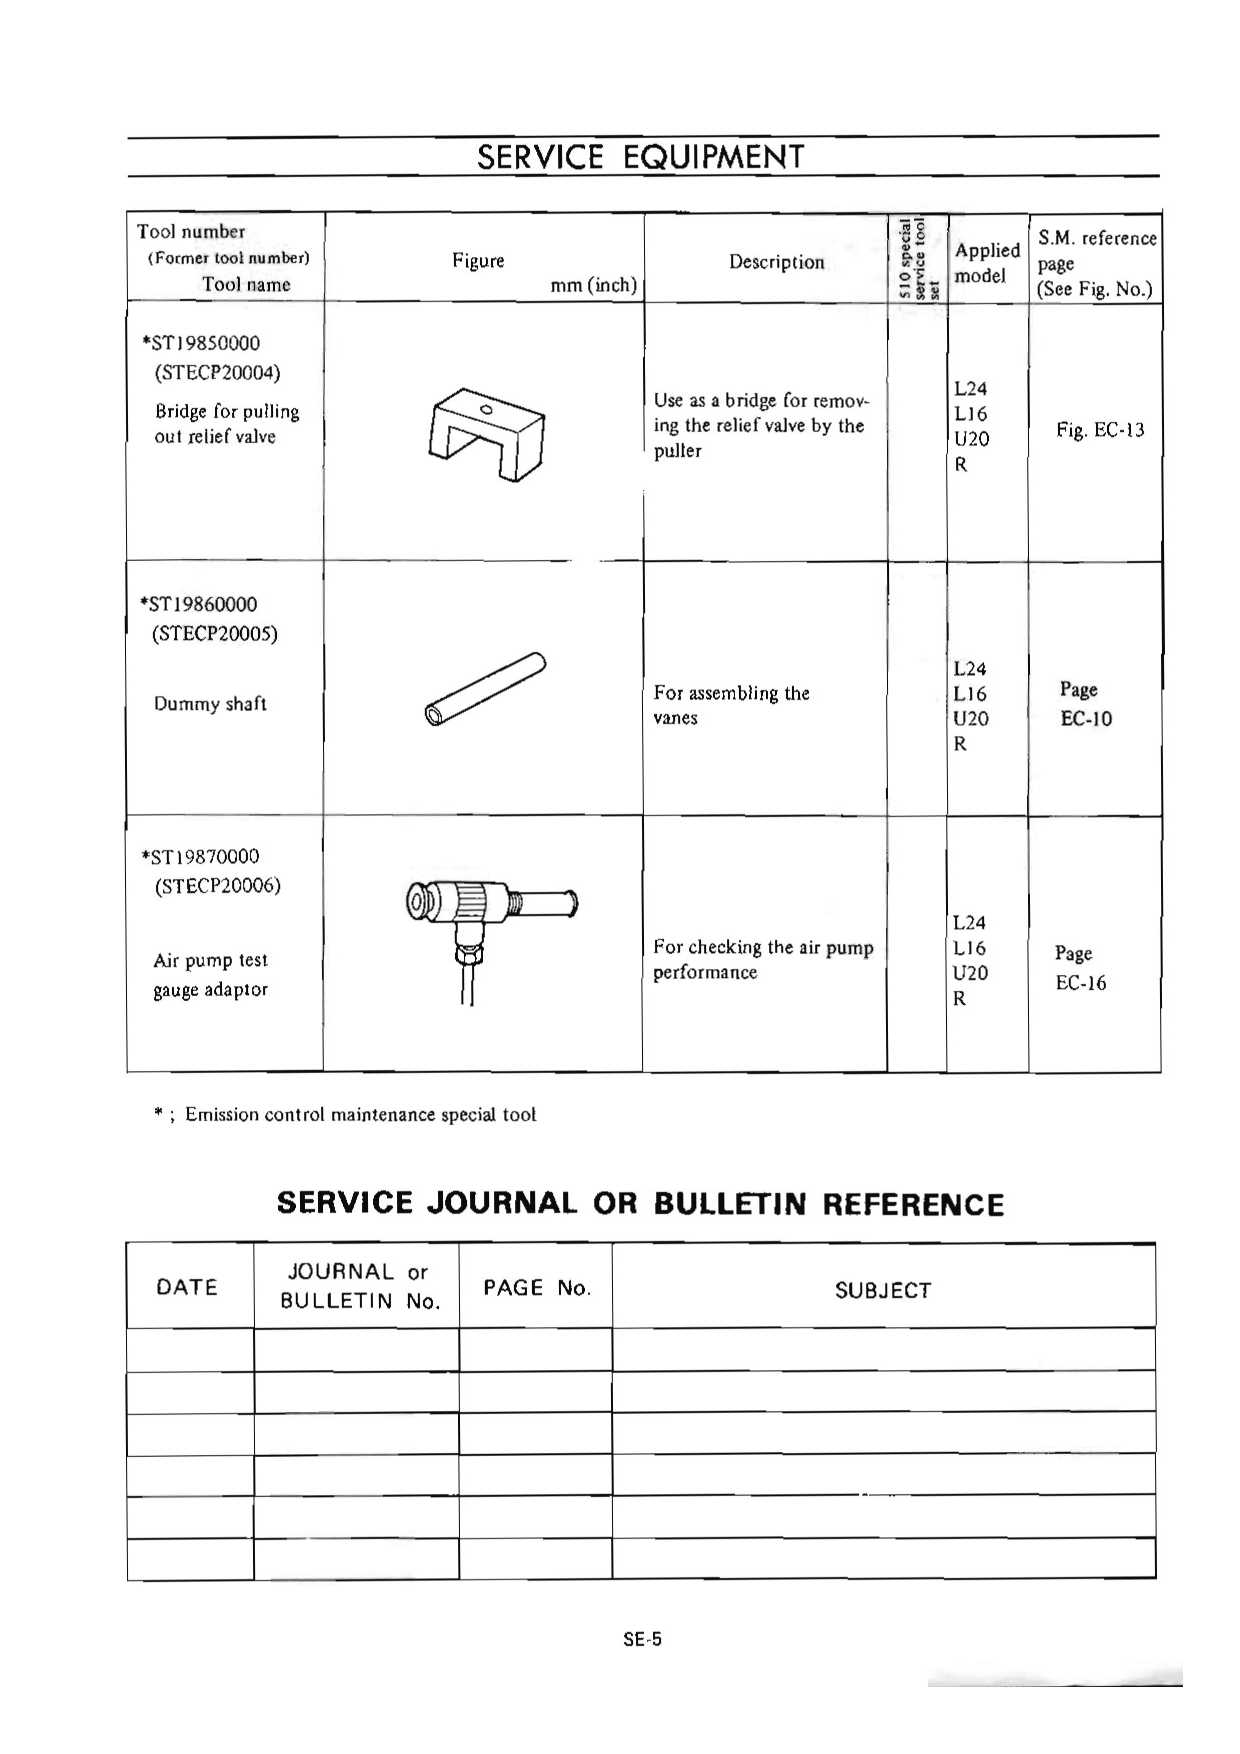 SERVICE EQUIPMENT
Tool number
(Former tool number)
Tool name
Figure
mm (inch)
Description
510 special
service tool
set
Applied
model
S.M. reference
page
(See Fig. No.)
*ST19850000
(STECP20004)
Bridge for pulling
out relief valve
Use as a bridge for remov-
ing the relief valve by the
puller
L24
L16
U20
R
Fig. EC-13
*ST19860000
(STECP20005)
Dummy shaft
For assembling the
vanes
L24
L16
U20
R
Page
EC-10
*ST19870000
(STECP20006)
Air pump test
gauge adaptor
For checking the air pump
performance
L24
L16
U20
R
Page
EC-16
* ; Emission control maintenance special tool
SERVICE JOURNAL OR BULLETIN REFERENCE
DATE
JOURNAL or
BULLETIN No.
PAGE No.
SUBJECT
SE-5